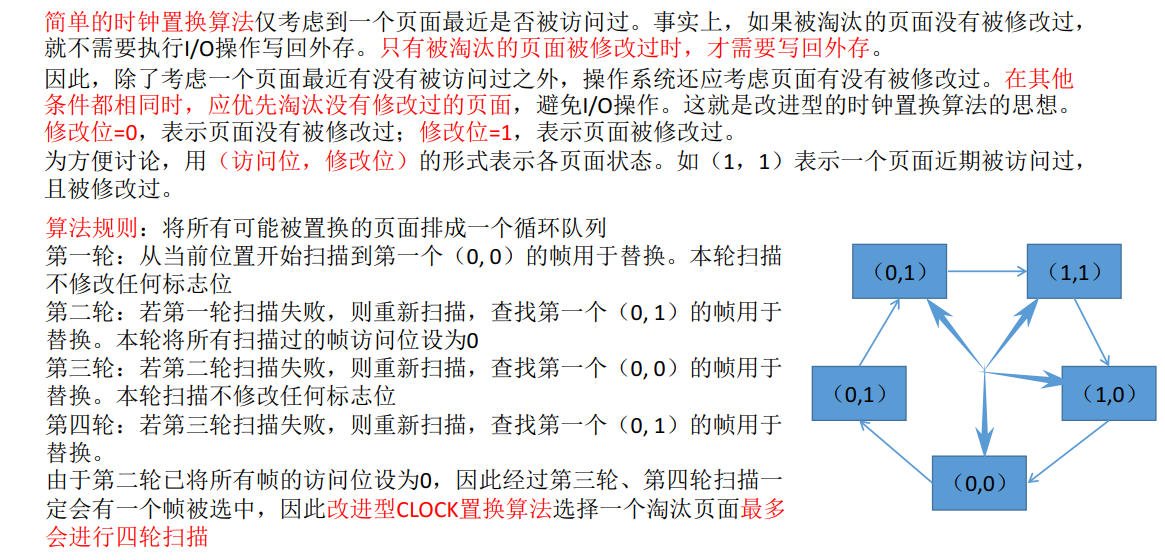 简单的时钟置换算法仅考虑到一个页面最近是否被访问过。事实上，如果被淘汰的页面没有被修改过，
就不需要执行I/O操作写回外存。只有被淘汰的页面被修改过时，才需要写回外存。
因此，除了考虑一个页面最近有没有被访问过之外，操作系统还应考虑页面有没有被修改过。在其他
条件都相同时，应优先淘汰没有修改过的页面，避免I/O操作。这就是改进型的时钟置换算法的思想。
修改位=0，表示页面没有被修改过；修改位=1，表示页面被修改过。
为方便讨论，用（访问位，修改位）的形式表示各页面状态。如（1，1）表示一个页面近期被访问过，
且被修改过。
算法规则：将所有可能被置换的页面排成一个循环队列
第一轮：从当前位置开始扫描到第一个（0, 0）的帧用于替换。本轮扫描
不修改任何标志位
第二轮：若第一轮扫描失败，则重新扫描，查找第一个（0, 1）的帧用于
替换。本轮将所有扫描过的帧访问位设为0
第三轮：若第二轮扫描失败，则重新扫描，查找第一个（0, 0）的帧用于
替换。本轮扫描不修改任何标志位
第四轮：若第三轮扫描失败，则重新扫描，查找第一个（0, 1）的帧用于
替换。
由于第二轮已将所有帧的访问位设为0，因此经过第三轮、第四轮扫描一
定会有一个帧被选中，因此改进型CLOCK置换算法选择一个淘汰页面最多
会进行四轮扫描
（0,1）
（1,1）
（0,1）
（1,0）
（0,0）